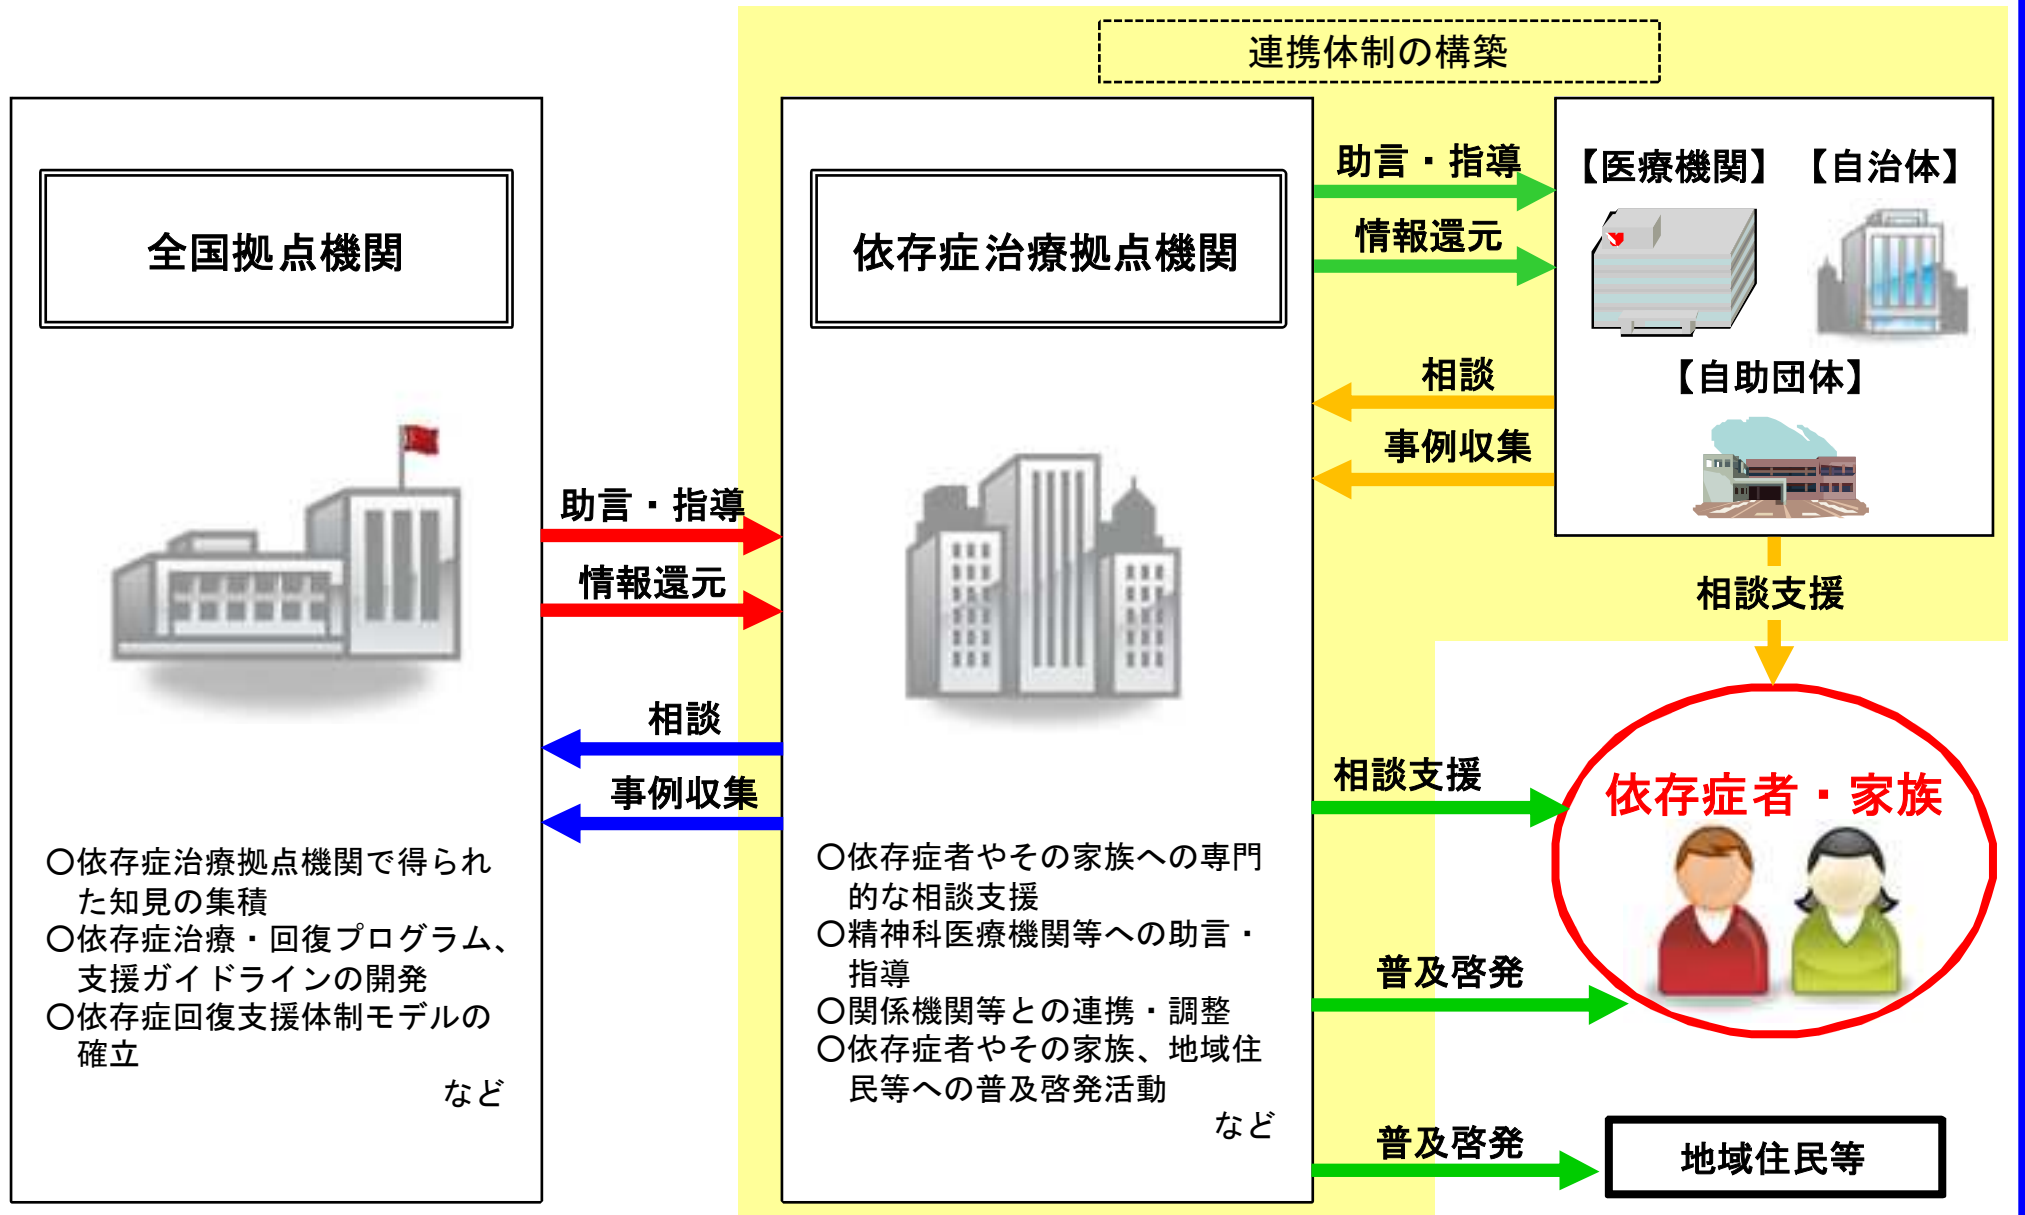 連携体制の構築
全国拠点機関
〇依存症治療拠点機関で得られ
た知見の集積
〇依存症治療・回復プログラム、
支援ガイドラインの開発
〇依存症回復支援体制モデルの
確立
など
助言・指導
情報還元
相談
事例収集
依存症治療拠点機関
〇依存症者やその家族への専門
的な相談支援
〇精神科医療機関等への助言・
指導
〇関係機関等との連携・調整
〇依存症者やその家族、地域住
民等への普及啓発活動
など
助言・指導
情報還元
相談
事例収集
【医療機関】 【自治体】
【自助団体】
相談支援
相談支援
依存症者・家族
普及啓発
普及啓発
地域住民等